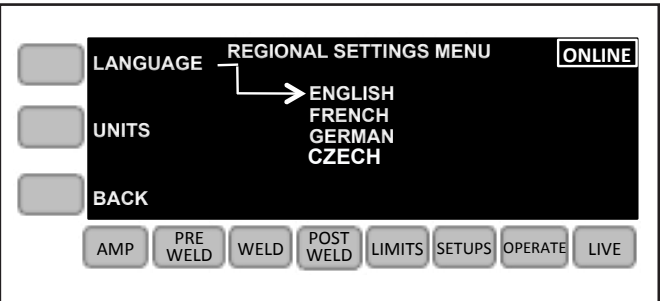 REGIONAL SETTINGS MENU
ONLINE
LANGUAGE
ENGLISH
FRENCH
UNITS
GERMAN
CZECH
BACK
AMP
PRE
WELD
WELD
POST
WELD
LIMITS
SETUPS
OPERATE
LIVE